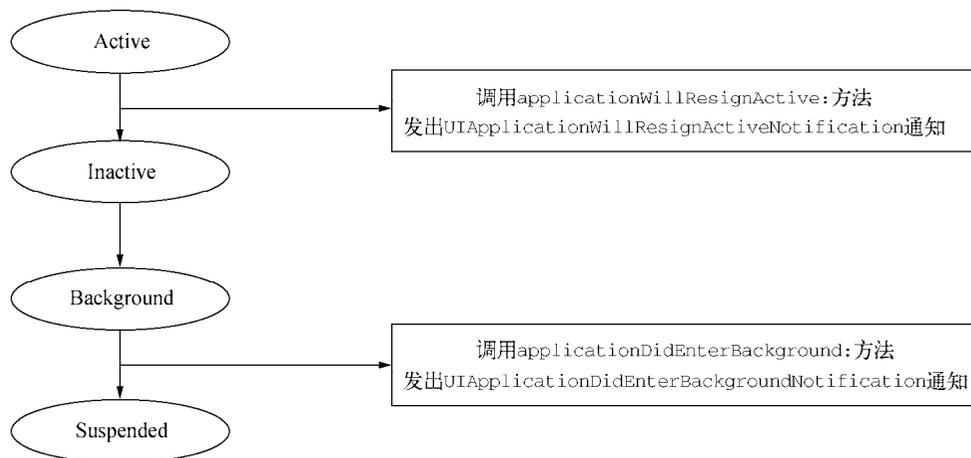 Active
调用applicationWillResignActive:方法
发出UIApplicationWillResignActiveNotification通知
Inactive
Background
调用applicationDidEnterBackground:方法
发出UIApplicationDidEnterBackgroundNotification通知
Suspended